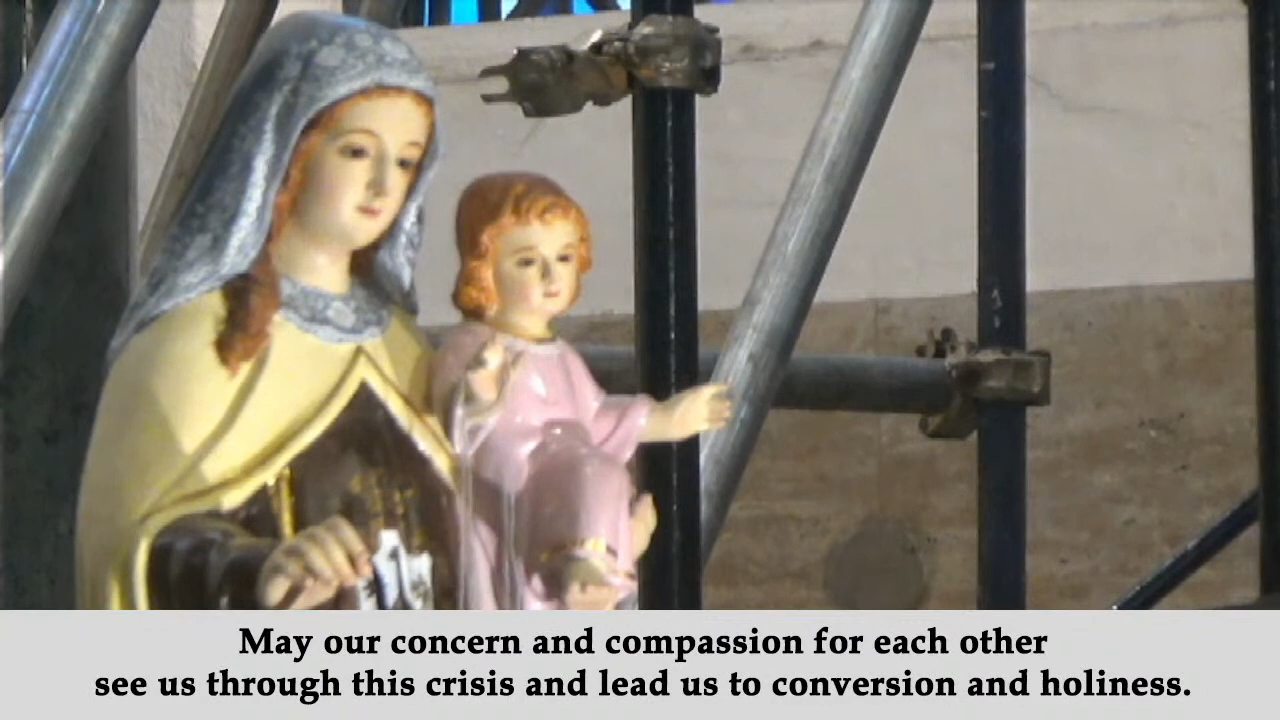 May our concern and compassion for each other
see us through this crisis and lead us to conversion and holiness.